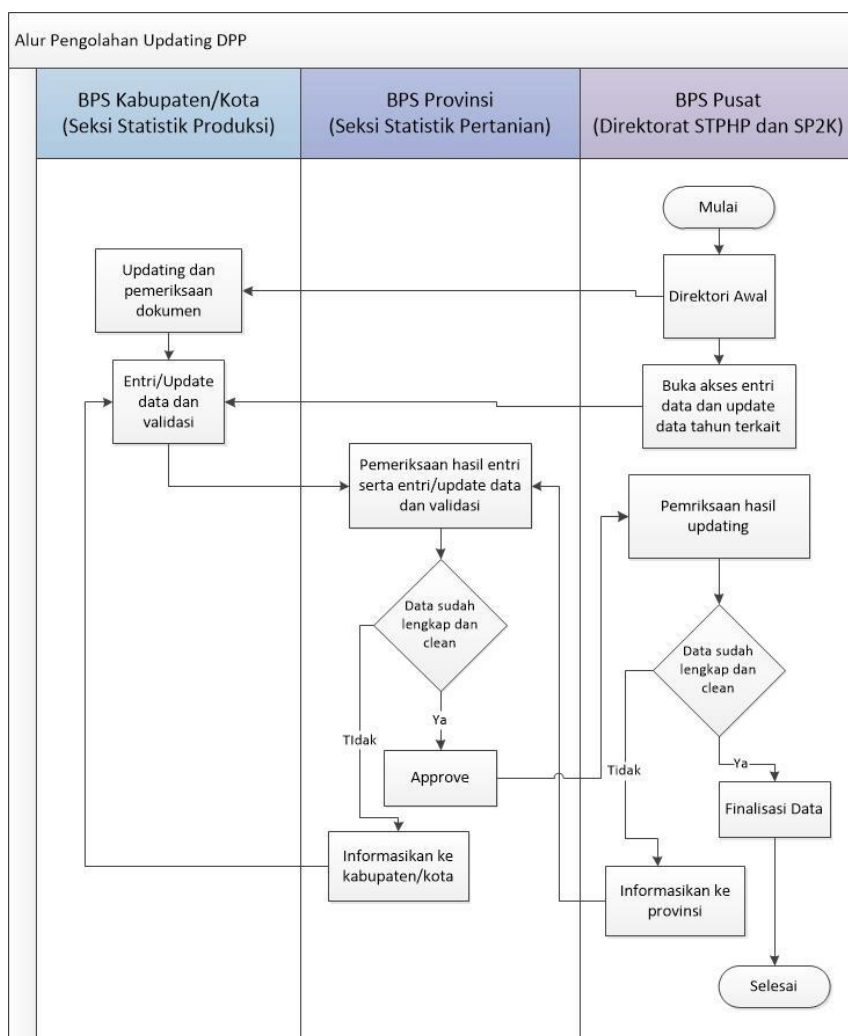 Alur Pengolahan Updating DPP
BPS Kabupaten/Kota
(Seksi Statistik Produksi)
BPS Provinsi
(Seksi Statistik Pertanian)
BPS Pusat
(Direktorat STPHP dan SP2K)
Mulai
Updating dan
pemeriksaan
dokumen
Direktori Awal
Entri/Update
data dan
validasi
Buka akses entri
data dan update
data tahun terkait
Pemeriksaan hasil entri
serta entri/update data
dan validasi
Pemriksaan hasil
updating
Data sudah
lengkap dan
clean
Data sudah
lengkap dan
clean
Ya
TIdak
Approve
Ya
Tidak
Finalisasi Data
Informasikan ke
kabupaten/kota
Informasikan ke
provinsi
Selesai